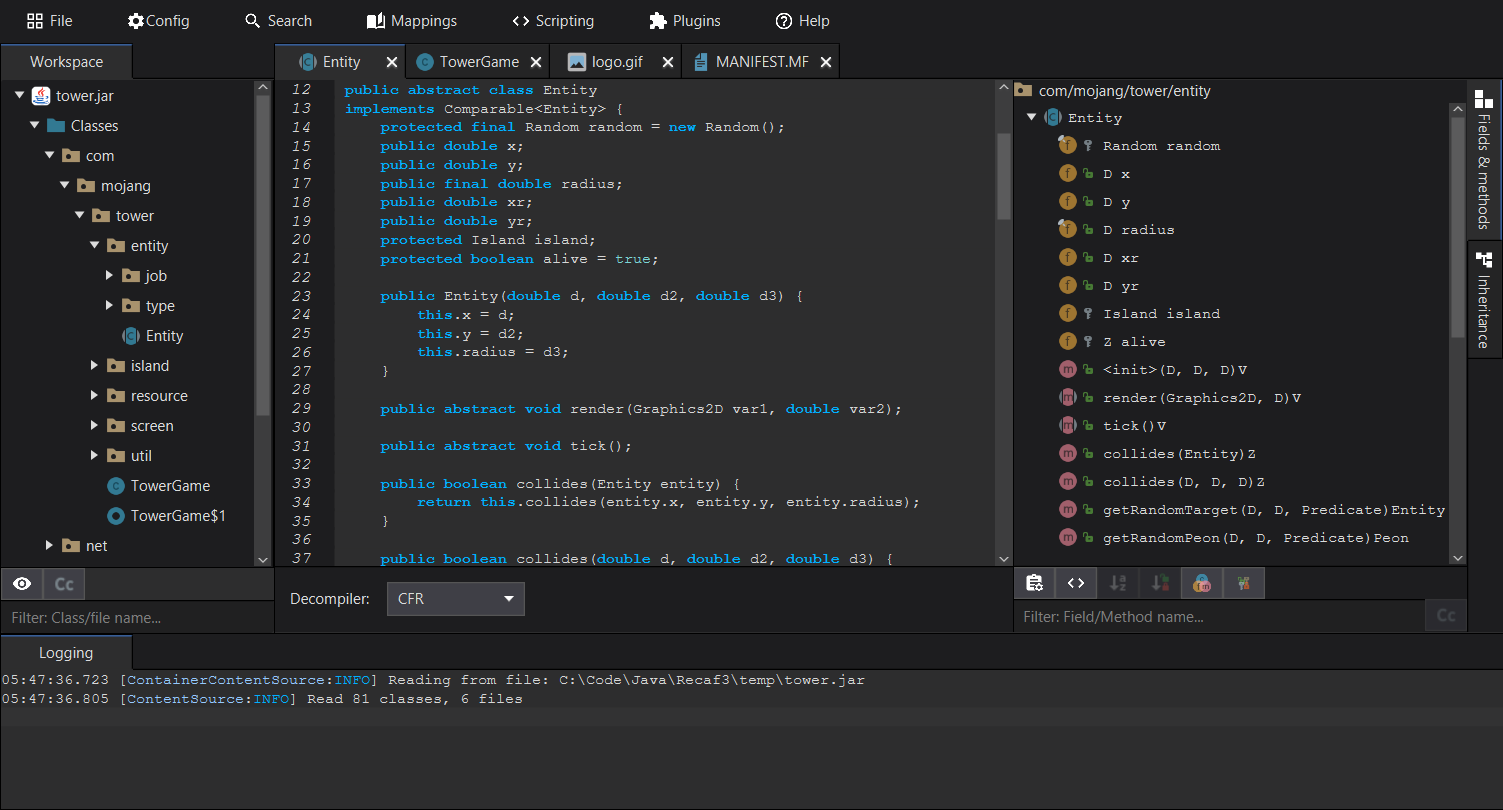 File Config Search Mappings Scripting Plugins Help
Workspace
tower.jar
Classes
com
mojang
tower
entity
job
type
Entity
island
resource
screen
util
TowerGame
TowerGame$1
net
Cc
Filter: Class/file name...
Entity TowerGame logo.gif MANIFEST.MF
12 public abstract class Entity
13 implements Comparable<Entity> {
14     protected final Random random = new Random();
15     public double x;
16     public double y;
17     public final double radius;
18     public double xr;
19     public double yr;
20     protected Island island;
21     protected boolean alive = true;
22
23     public Entity(double d, double d2, double d3) {
24         this.x = d;
25         this.y = d2;
26         this.radius = d3;
27     }
28
29     public abstract void render(Graphics2D var1, double var2);
30
31     public abstract void tick();
32
33     public boolean collides(Entity entity) {
34         return this.collides(entity.x, entity.y, entity.radius);
35     }
36
37     public boolean collides(double d, double d2, double d3) {
Decompiler: CFR
com/mojang/tower/entity
Entity
Random random
D x
D y
D radius
D xr
D yr
Island island
Z alive
<init>(D, D, D)V
render(Graphics2D, D)V
tick()V
collides(Entity)Z
collides(D, D, D)Z
getRandomTarget(D, D, Predicate)Entity
getRandomPeon(D, D, Predicate)Peon
Filter: Field/Method name... Cc
Fields & methods
Inheritance
Logging
05:47:36.723 [ContainerContentSource:INFO] Reading from file: C:\Code\Java\Recaf3\temp\tower.jar
05:47:36.805 [ContentSource:INFO] Read 81 classes, 6 files